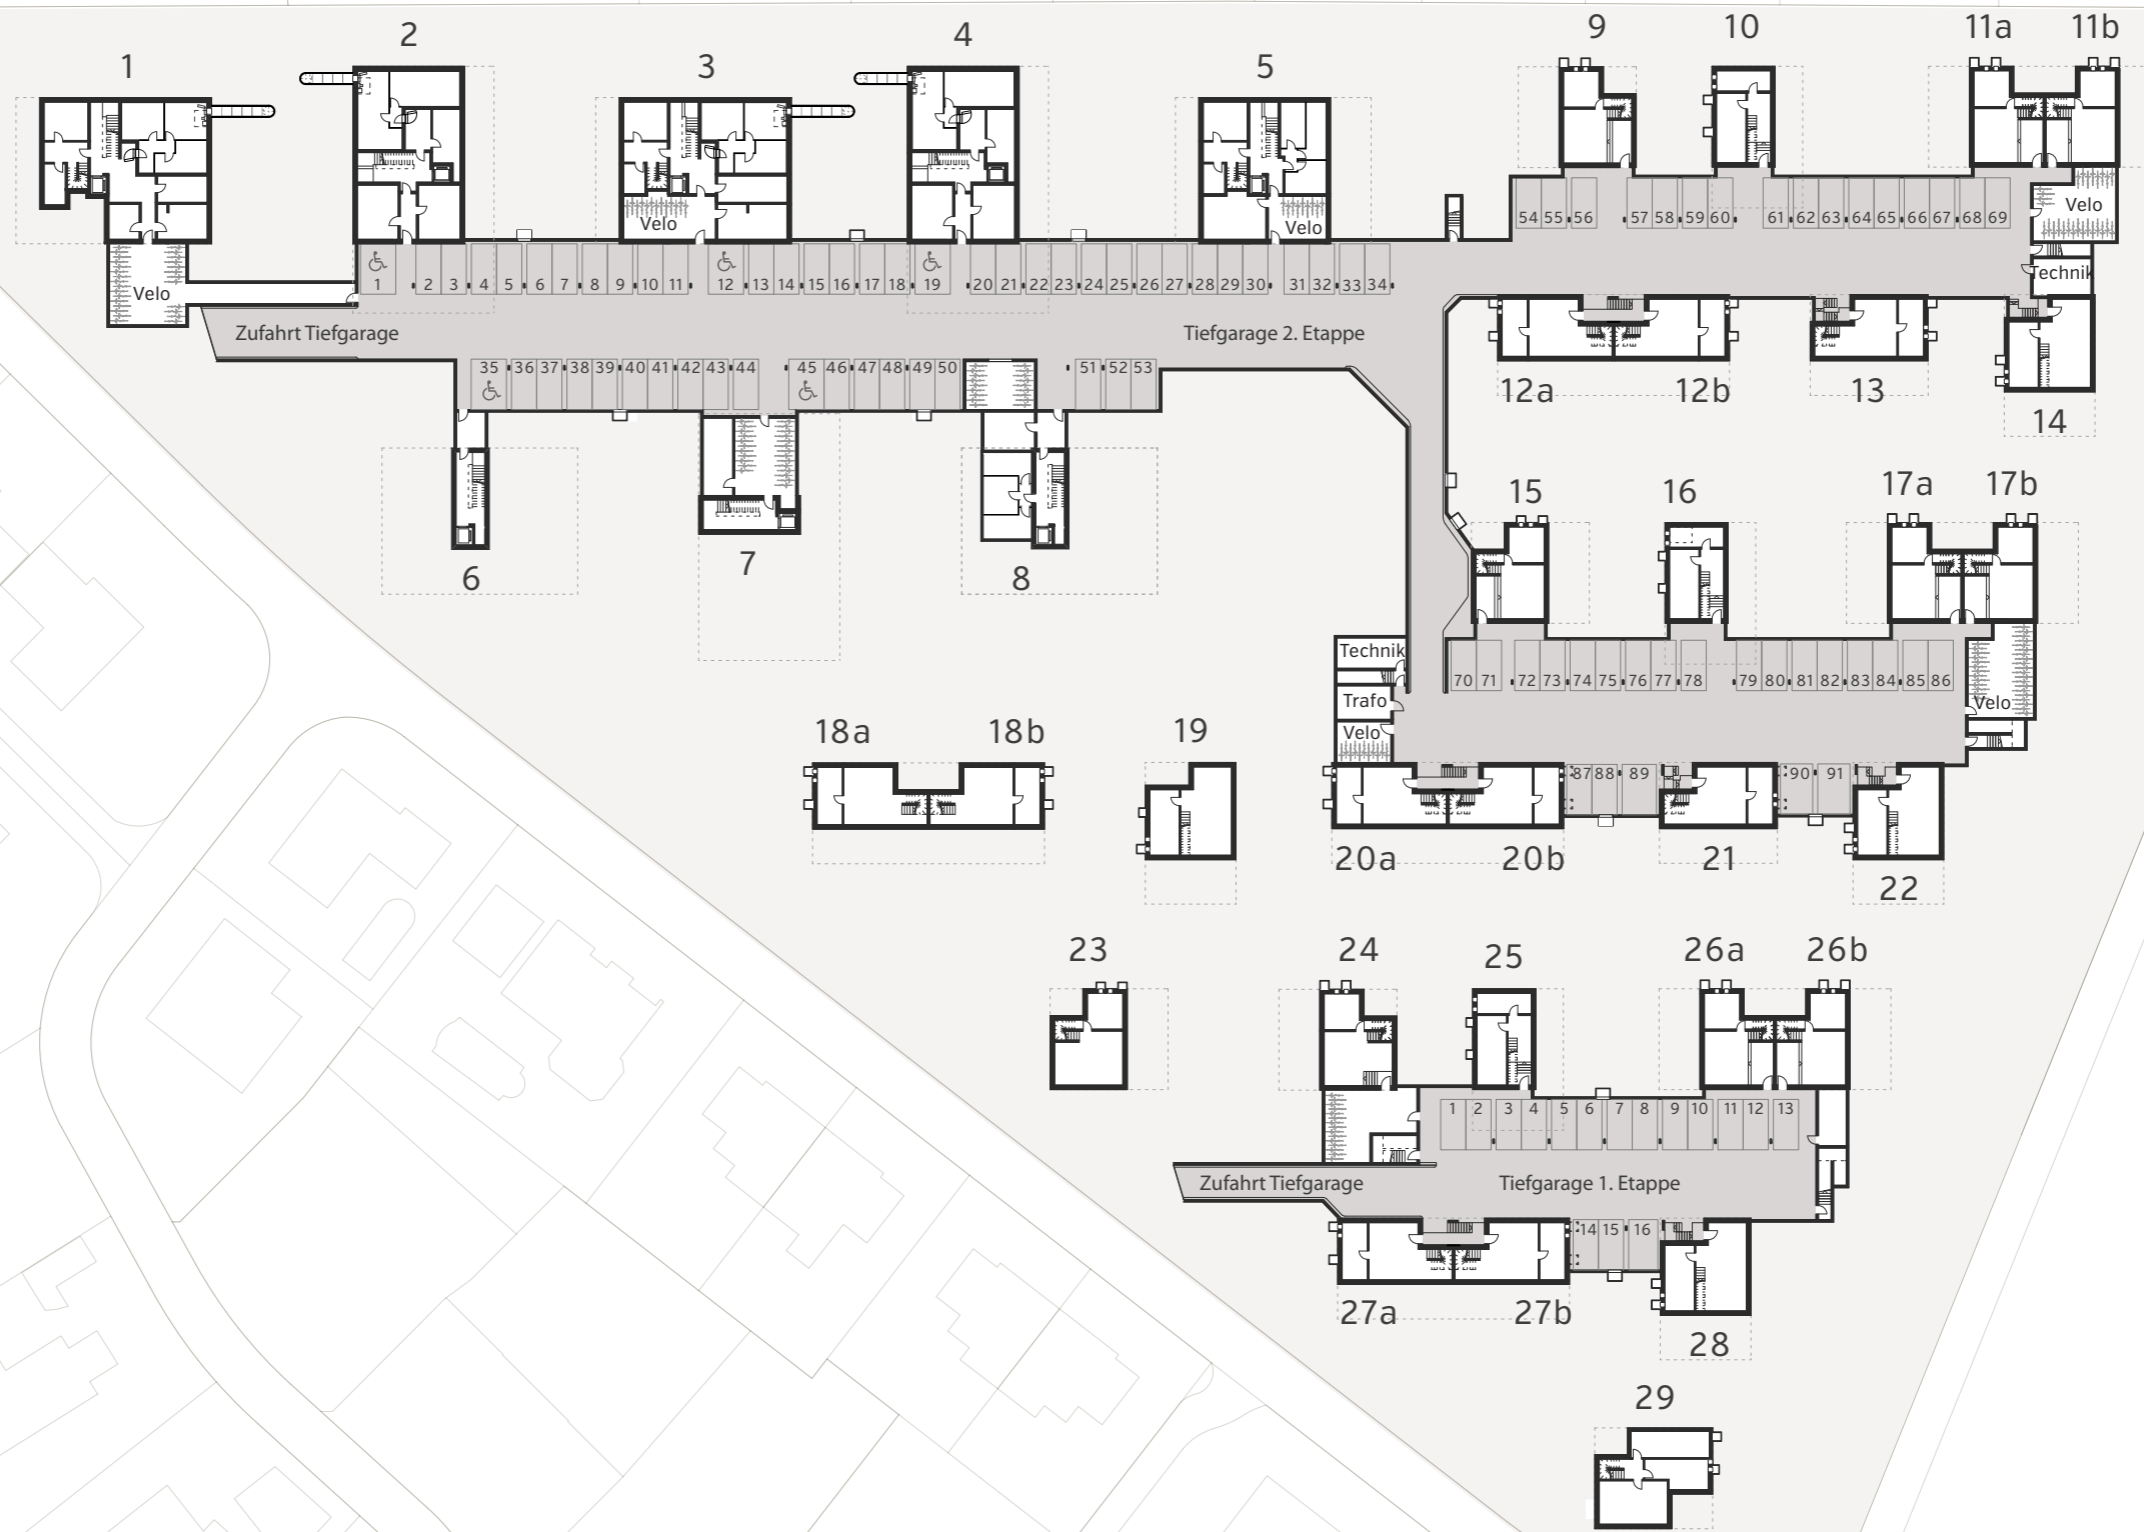 1 2 3 4 5 9 10 11a 11b
Velo Velo
54 55 56 57 58 59 60 61 62 63 64 65 66 67 68 69
Velo
Technik
1 2 3 4 5 6 7 8 9 10 11 12 13 14 15 16 17 18 19 20 21 22 23 24 25 26 27 28 29 30 31 32 33 34
Velo
Zufahrt Tiefgarage Tiefgarage 2. Etappe
35 36 37 38 39 40 41 42 43 44 45 46 47 48 49 50 51 52 53
12a 12b 13 14
6 7 8
15 16 17a 17b
Technik
70 71 72 73 74 75 76 77 78 79 80 81 82 83 84 85 86
Trafo
Velo
Velo
18a 18b 19
87 88 89 90 91
20a 20b 21 22
23 24 25 26a 26b
1 2 3 4 5 6 7 8 9 10 11 12 13
Zufahrt Tiefgarage Tiefgarage 1. Etappe
14 15 16
27a 27b 28
29